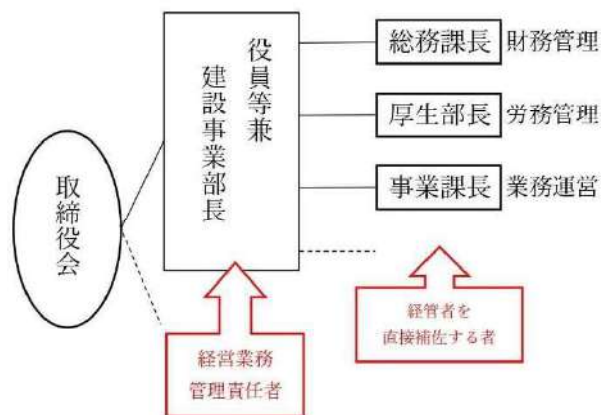 取締役会
役員等兼
建設事業部長
総務課長 財務管理
厚生部長 労務管理
事業課長 業務運営
経営業務
管理責任者
経管者を
直接補佐する者